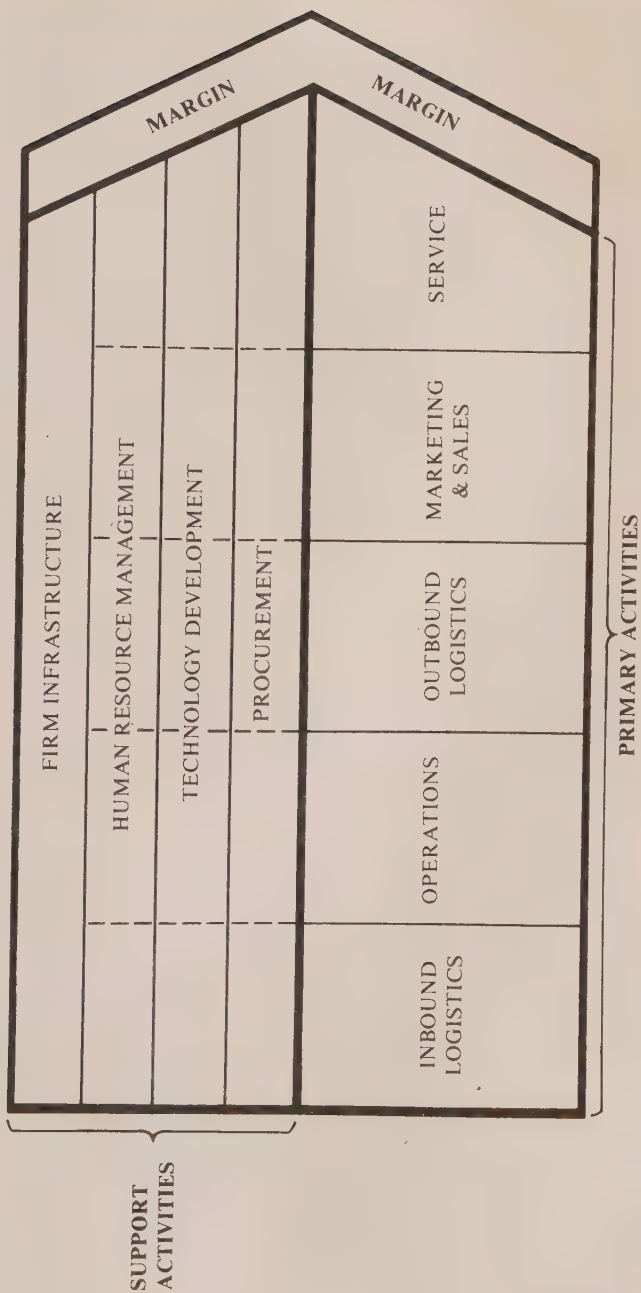 SUPPORT
ACTIVITIES
FIRM INFRASTRUCTURE
HUMAN RESOURCE MANAGEMENT
TECHNOLOGY DEVELOPMENT
PROCUREMENT
MARGIN
INBOUND
LOGISTICS
OPERATIONS
OUTBOUND
LOGISTICS
MARKETING
& SALES
SERVICE
MARGIN
PRIMARY ACTIVITIES